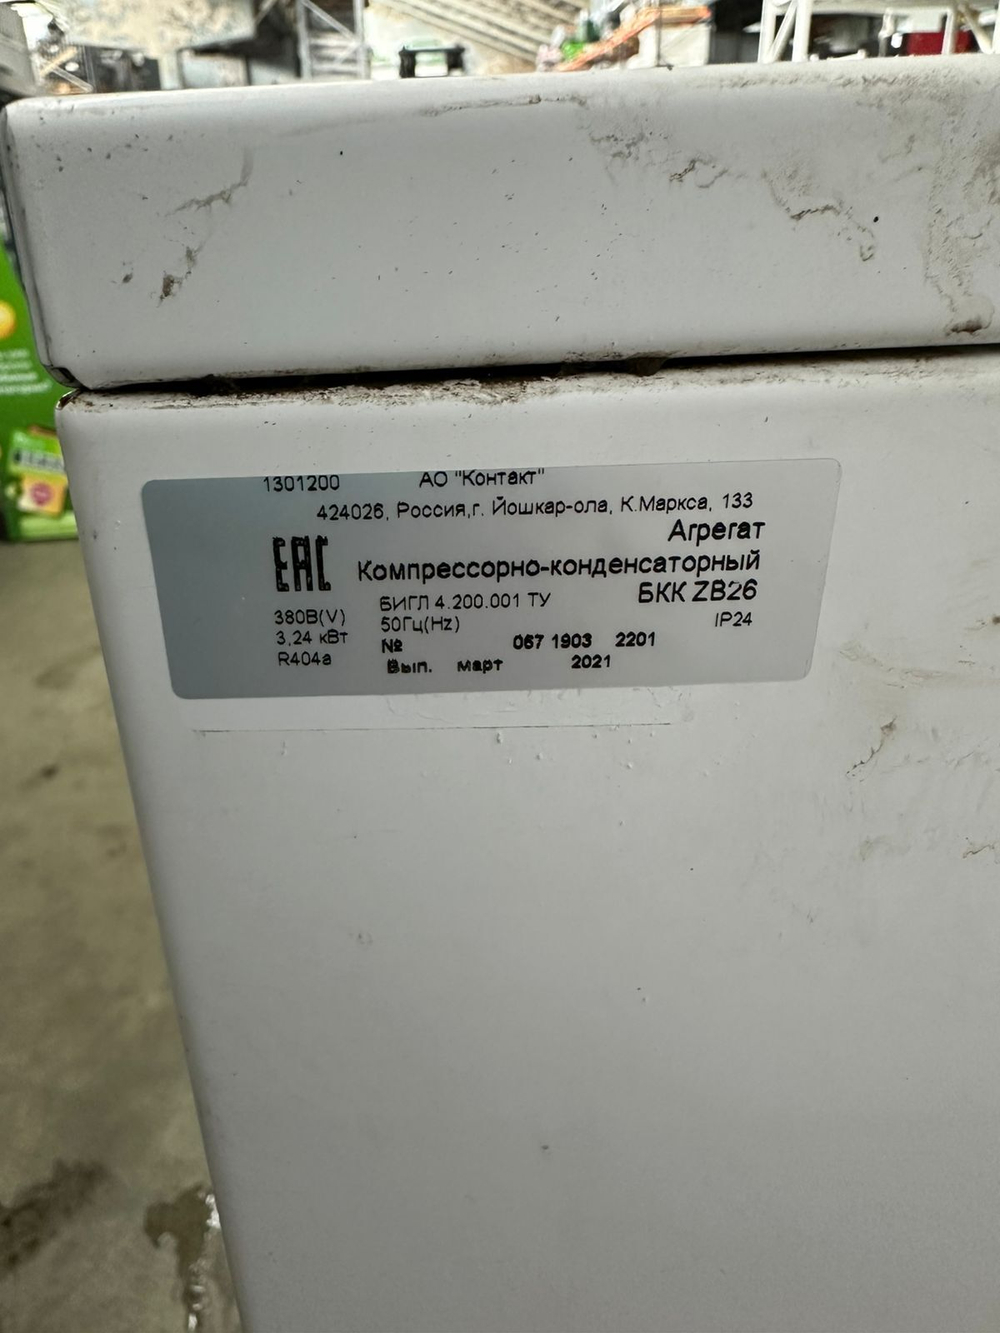 1301200 АО "Контакт"
424026, Россия,г. Йошкар-ола, К.Маркса, 133
Агрегат
ЕАС Компрессорно-конденсаторный
БИГЛ 4.200.001 ТУ БКК ZB26
380В(V) 50Гц(Hz) IP24
3,24 кВт № 067 1903 2201
R404a Вып. март 2021